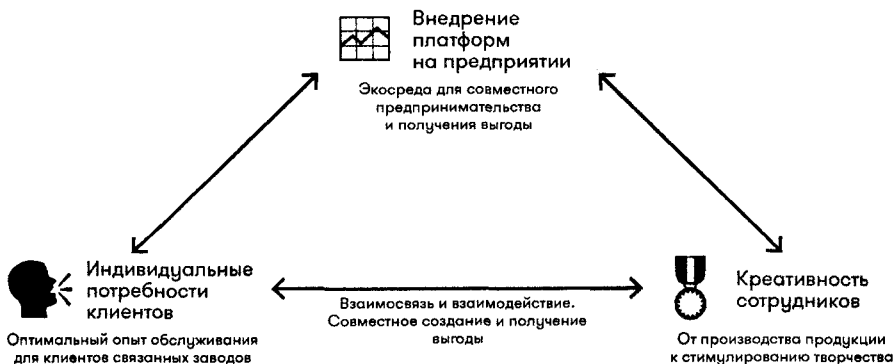 Внедрение
платформ
на предприятии
Экосреда для совместного
предпринимательства
и получения выгоды
Индивидуальные
потребности
клиентов
Оптимальный опыт обслуживания
для клиентов связанных заводов
Взаимосвязь и взаимодействие.
Совместное создание и получение
выгоды
Креативность
сотрудников
От производства продукции
к стимулированию творчества